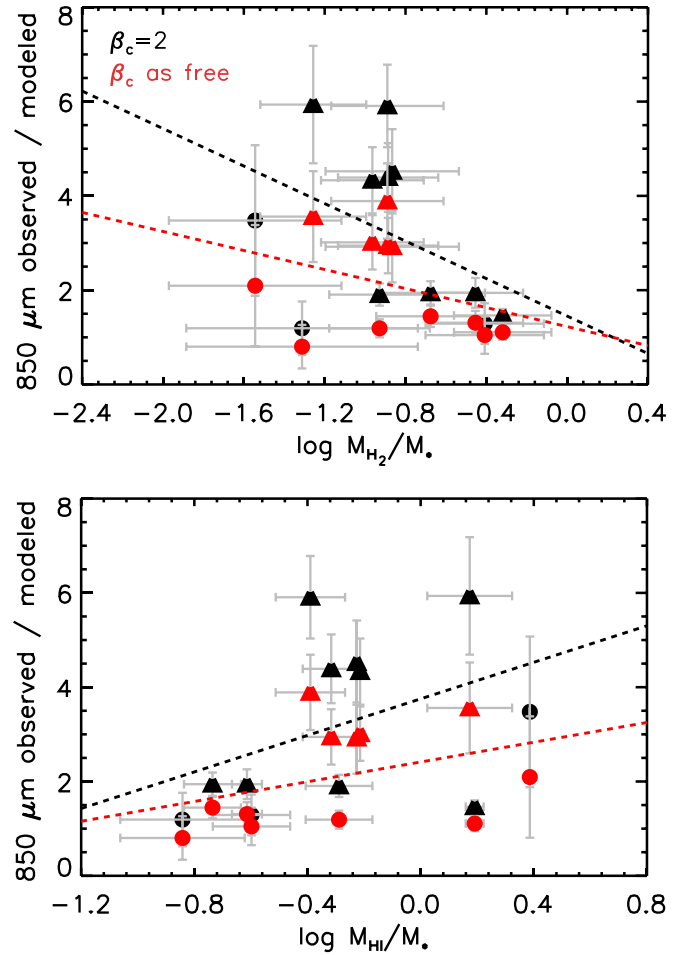 8
6
4
2
0
850 μm observed / modeled
β_c=2
β_c as free
−2.4 −2.0 −1.6 −1.2 −0.8 −0.4 0.0 0.4
log M_H₂/M⋆
8
6
4
2
0
850 μm observed / modeled
−1.2 −0.8 −0.4 0.0 0.4 0.8
log M_HI/M⋆